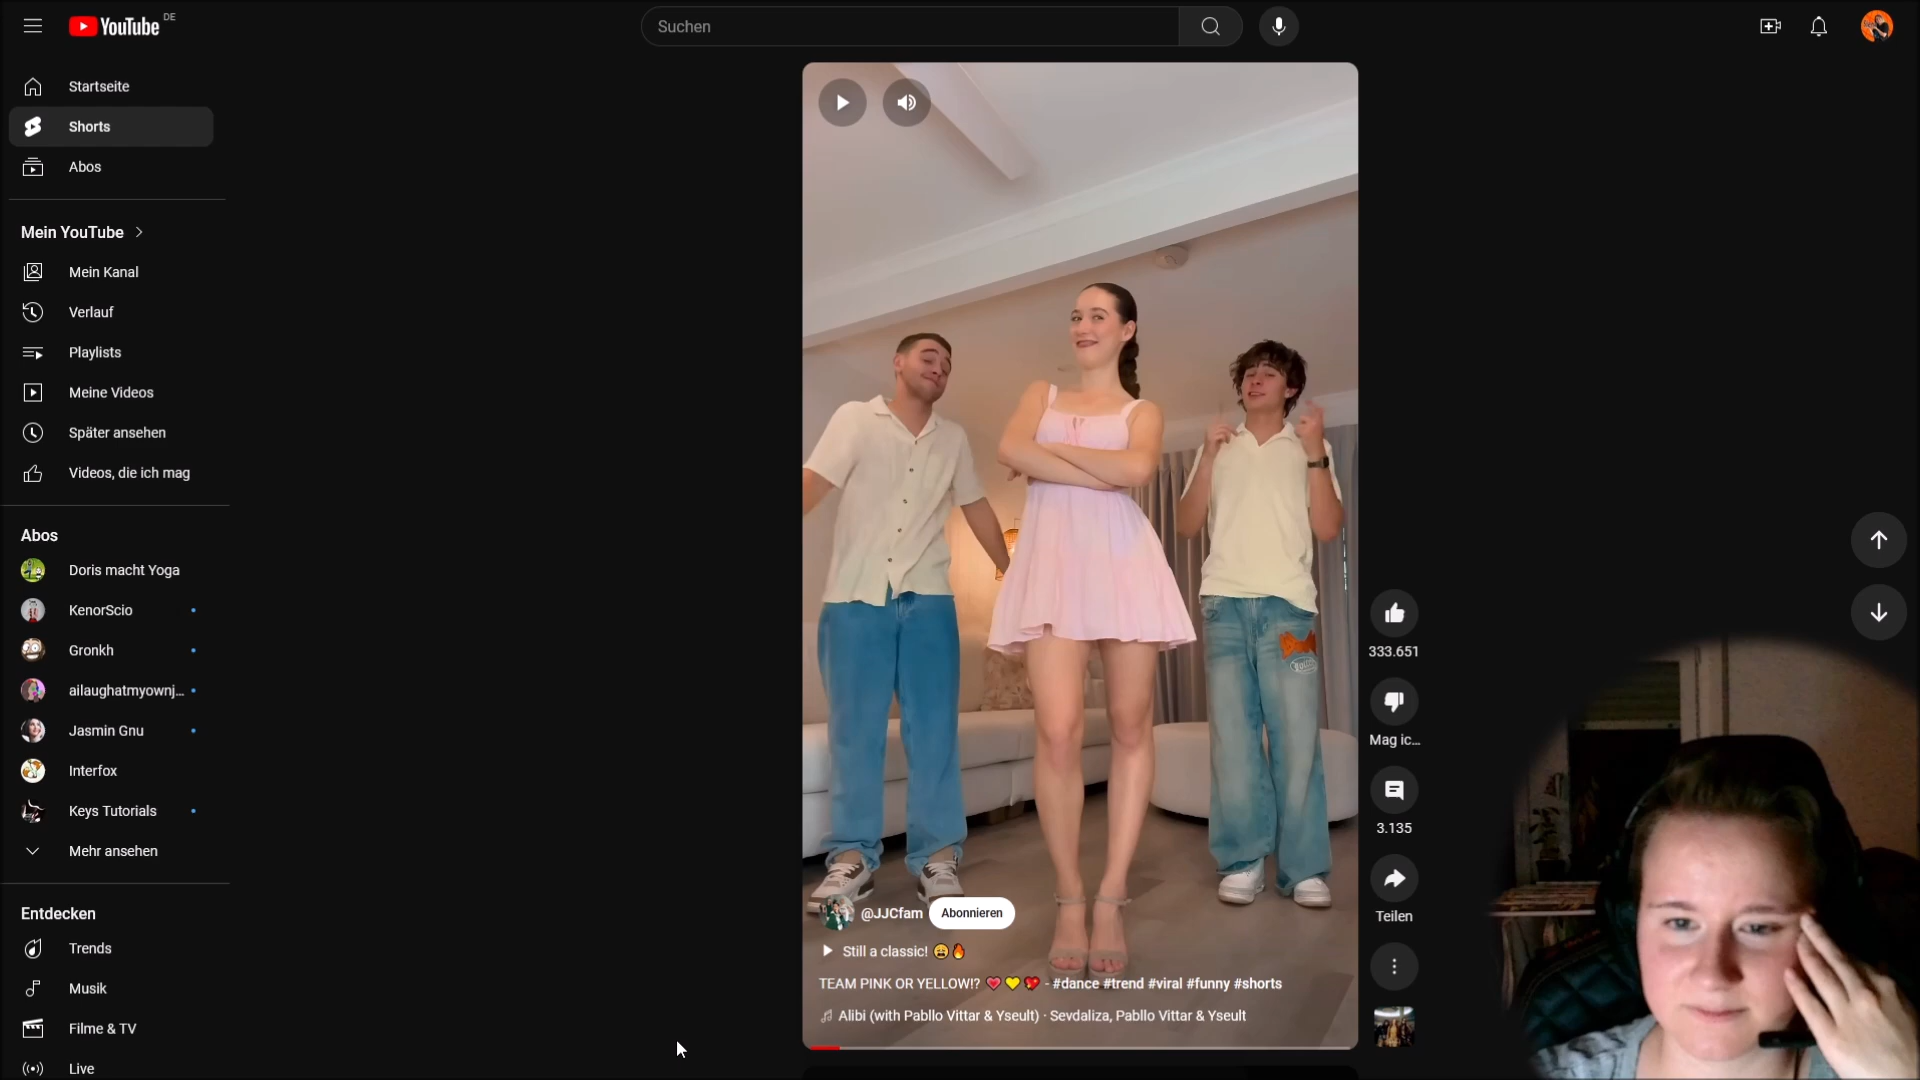 YouTube DE
Suchen
Startseite
Shorts
Abos
Mein YouTube
Mein Kanal
Verlauf
Playlists
Meine Videos
Später ansehen
Videos, die ich mag
Abos
Doris macht Yoga
KenorScio
Gronkh
ailaughatmyownj...
Jasmin Gnu
Interfox
Keys Tutorials
Mehr ansehen
Entdecken
Trends
Musik
Filme & TV
Live
@JJCfam Abonnieren
Still a classic! 😩🔥
TEAM PINK OR YELLOW!? 💗💛💖 - #dance #trend #viral #funny #shorts
Alibi (with Pabllo Vittar & Yseult) · Sevdaliza, Pabllo Vittar & Yseult
333.651
Mag ic...
3.135
Teilen